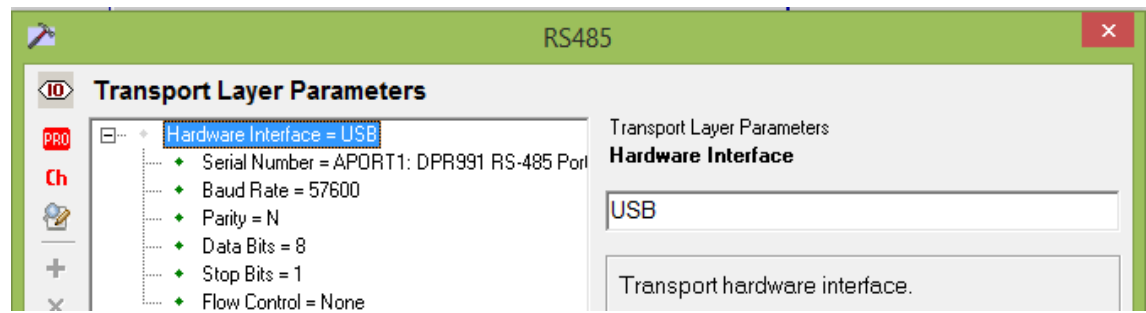 RS485
IO
Transport Layer Parameters
PRO
Ch
Hardware Interface = USB
Serial Number = APORT1: DPR991 RS-485 Port
Baud Rate = 57600
Parity = N
Data Bits = 8
Stop Bits = 1
Flow Control = None
Transport Layer Parameters
Hardware Interface
USB
Transport hardware interface.